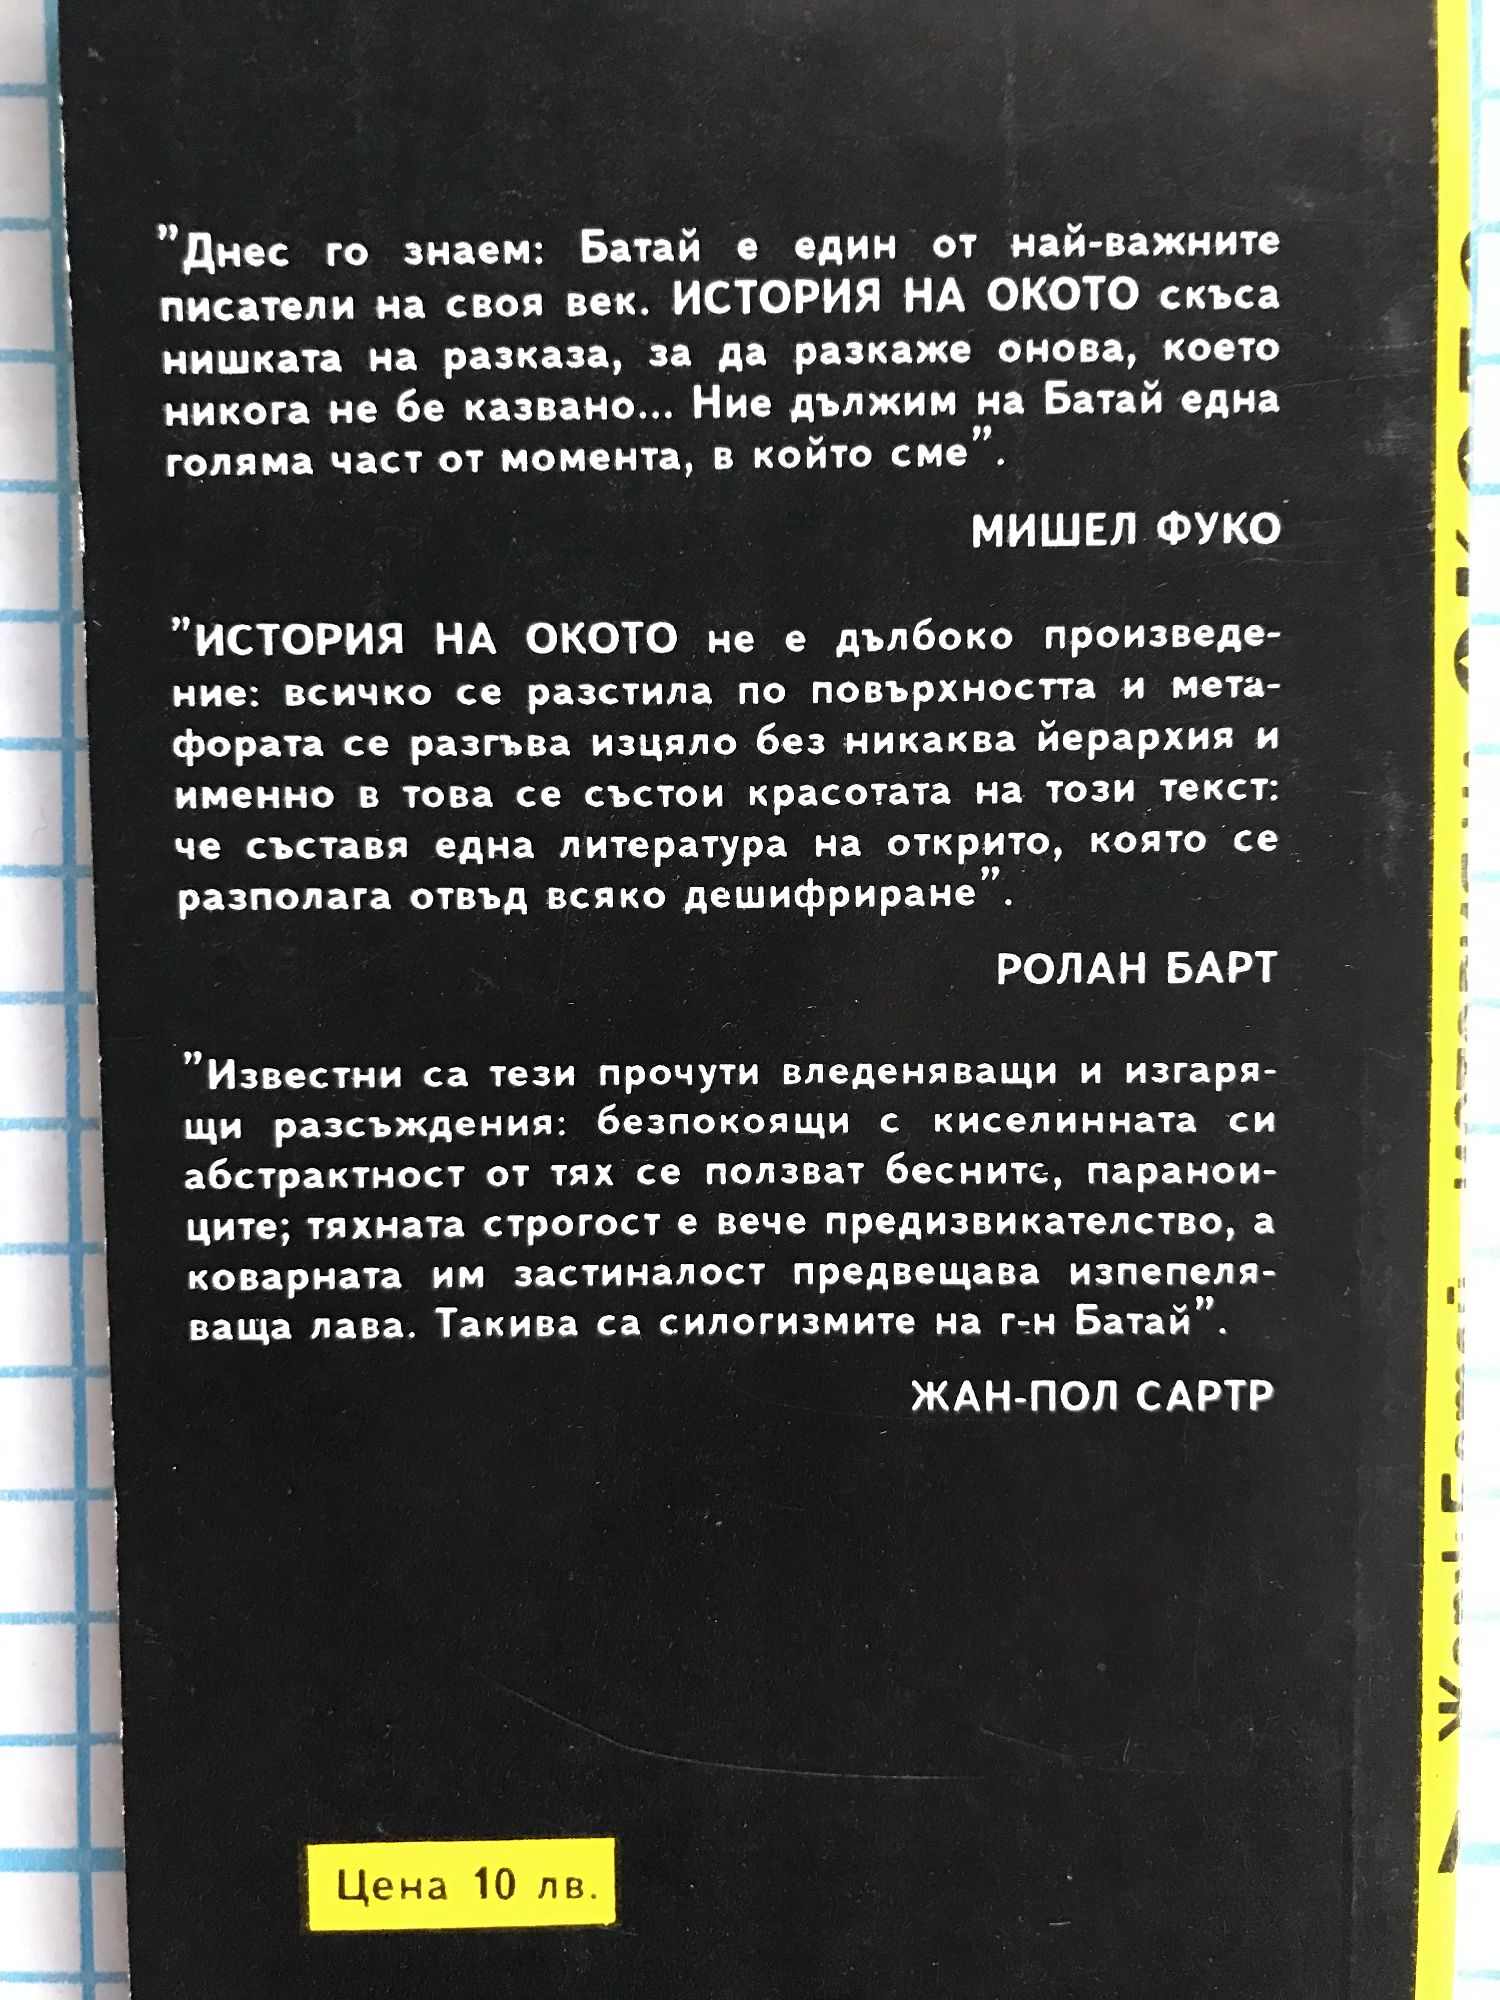 "Днес го знаем: Батай е един от най-важните
писатели на своя век. ИСТОРИЯ НА ОКОТО скъса
нишката на разказа, за да разкаже онова, което
никога не бе казвано... Ние дължим на Батай една
голяма част от момента, в който сме".
МИШЕЛ ФУКО
"ИСТОРИЯ НА ОКОТО не е дълбоко произведе-
ние: всичко се разстила по повърхността и мета-
фората се разгъва изцяло без никаква йерархия и
именно в това се състои красотата на този текст:
че съставя една литература на открито, която се
разполага отвъд всяко дешифриране".
РОЛАН БАРТ
"Известни са тези прочути вледеняващи и изгаря-
щи разсъждения: безпокоящи с киселинната си
абстрактност от тях се ползват бесните, паранои-
ците; тяхната строгост е вече предизвикателство, а
коварната им застиналост предвещава изпепеля-
ваща лава. Такива са силогизмите на г-н Батай".
ЖАН-ПОЛ САРТР
Цена 10 лв.